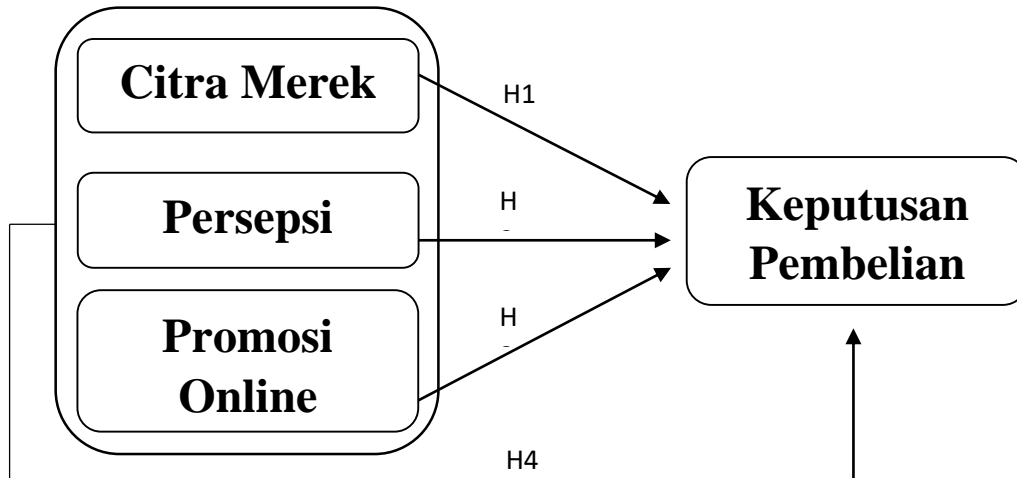 Citra Merek
H1
Persepsi
H
Keputusan
Pembelian
Promosi
Online
H
H4